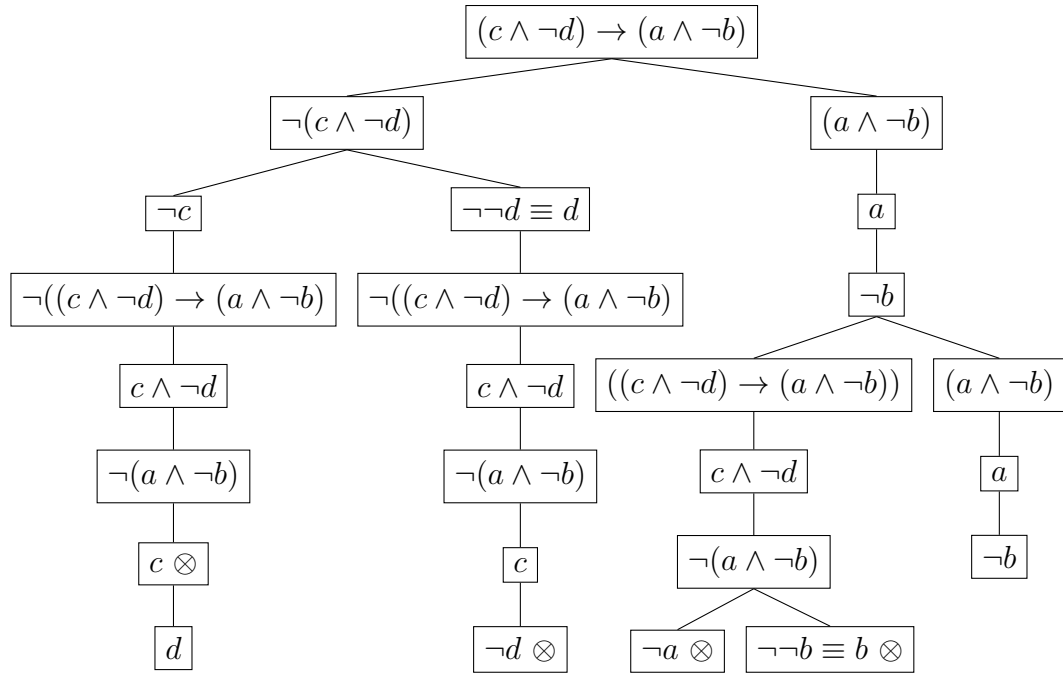 (c ∧ ¬d) → (a ∧ ¬b)
¬(c ∧ ¬d) (a ∧ ¬b)
¬c ¬¬d ≡ d a
¬((c ∧ ¬d) → (a ∧ ¬b) ¬((c ∧ ¬d) → (a ∧ ¬b) ¬b
c ∧ ¬d c ∧ ¬d ((c ∧ ¬d) → (a ∧ ¬b)) (a ∧ ¬b)
¬(a ∧ ¬b) ¬(a ∧ ¬b) c ∧ ¬d a
c ⊗ c ¬(a ∧ ¬b) ¬b
d ¬d ⊗ ¬a ⊗ ¬¬b ≡ b ⊗